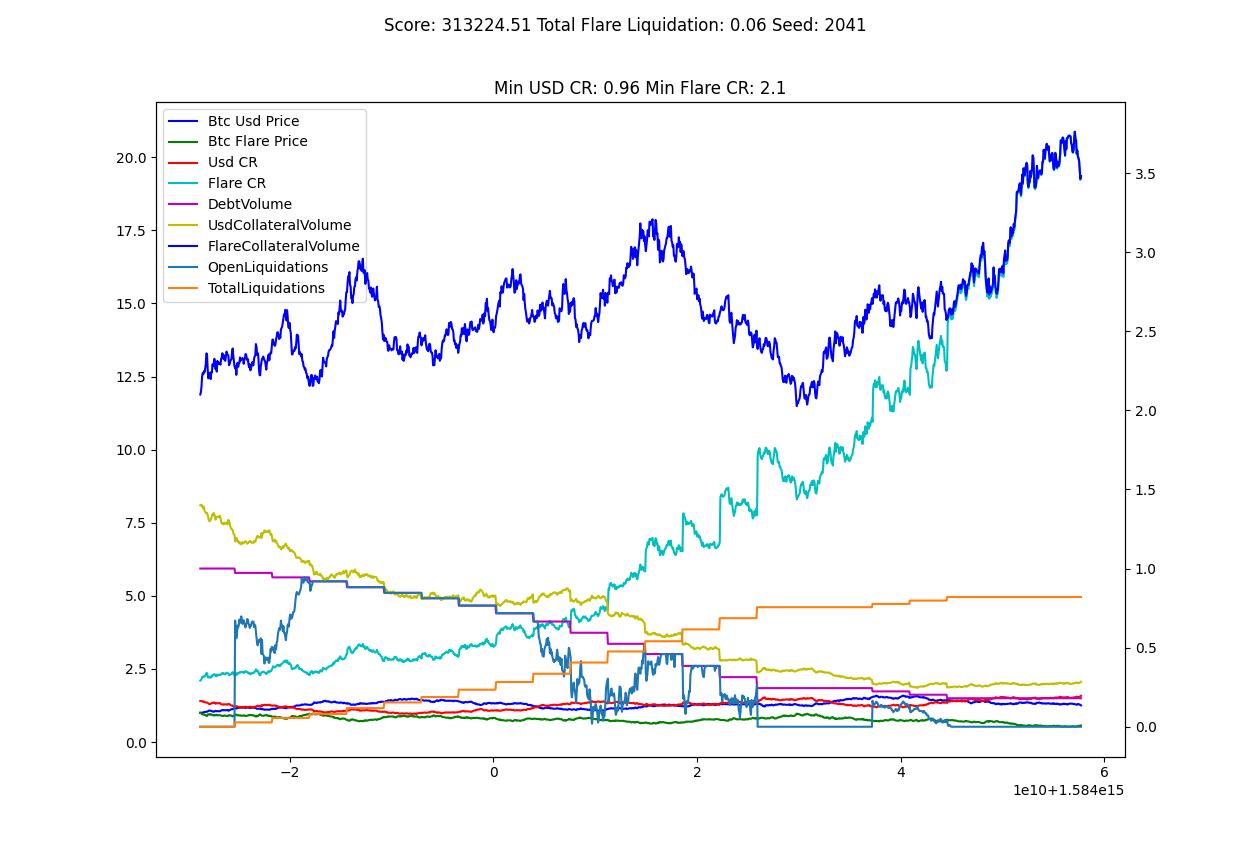 Score: 313224.51 Total Flare Liquidation: 0.06 Seed: 2041
Min USD CR: 0.96 Min Flare CR: 2.1
Btc Usd Price
Btc Flare Price
Usd CR
Flare CR
DebtVolume
UsdCollateralVolume
FlareCollateralVolume
OpenLiquidations
TotalLiquidations
20.0
17.5
15.0
12.5
10.0
7.5
5.0
2.5
0.0
3.5
3.0
2.5
2.0
1.5
1.0
0.5
0.0
−2 0 2 4 6
1e10+1.584e15